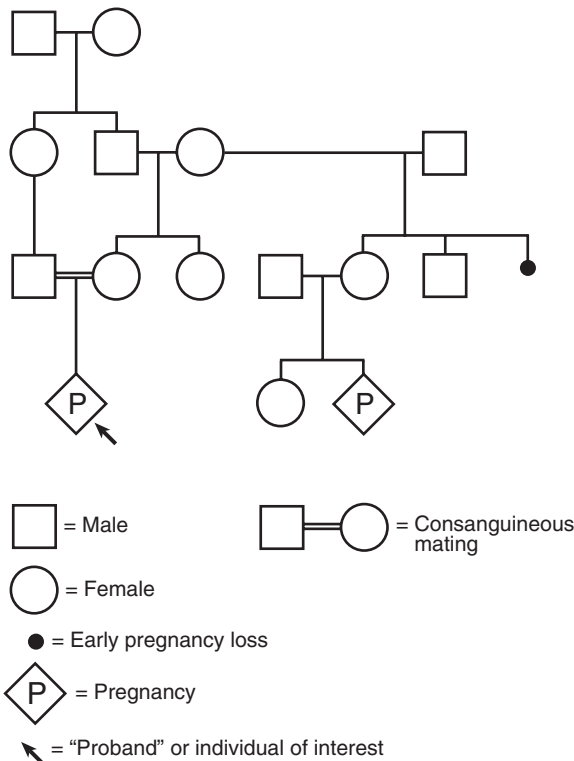 P
P
= Male
= Consanguineous
mating
= Female
= Early pregnancy loss
P
= Pregnancy
= “Proband” or individual of interest